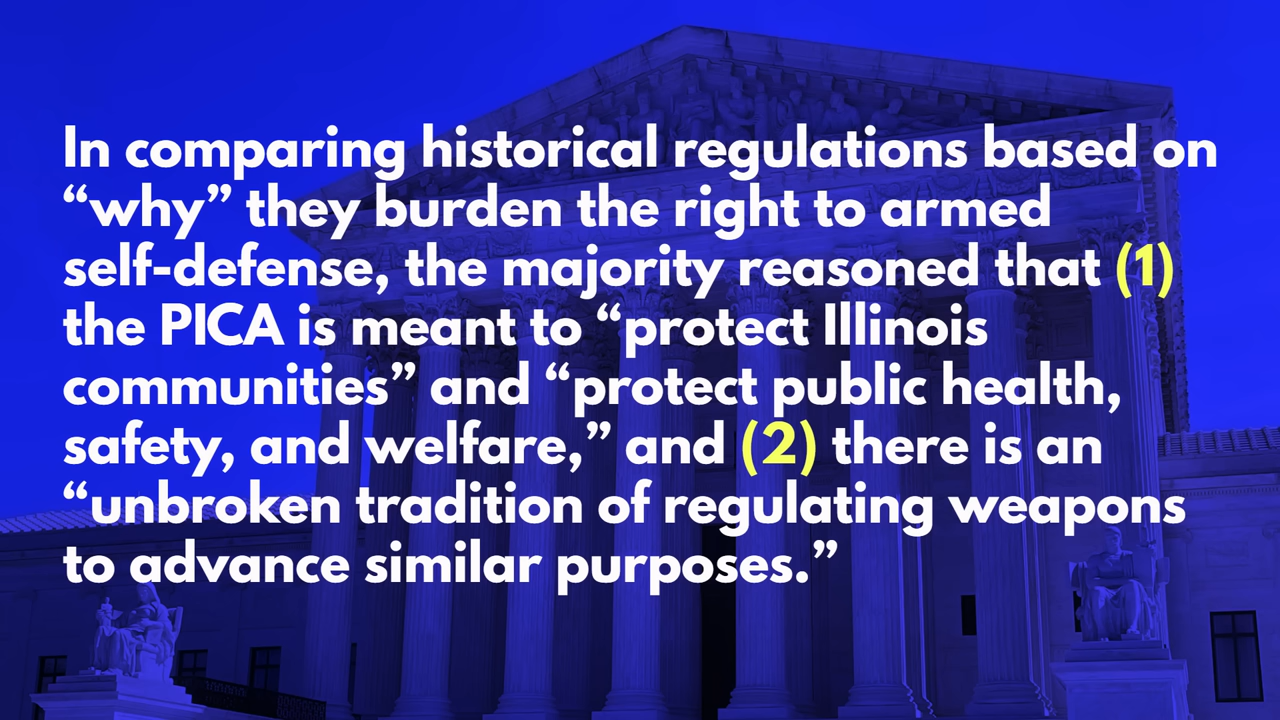 In comparing historical regulations based on
“why” they burden the right to armed
self-defense, the majority reasoned that (1)
the PICA is meant to “protect Illinois
communities” and “protect public health,
safety, and welfare,” and (2) there is an
“unbroken tradition of regulating weapons
to advance similar purposes.”